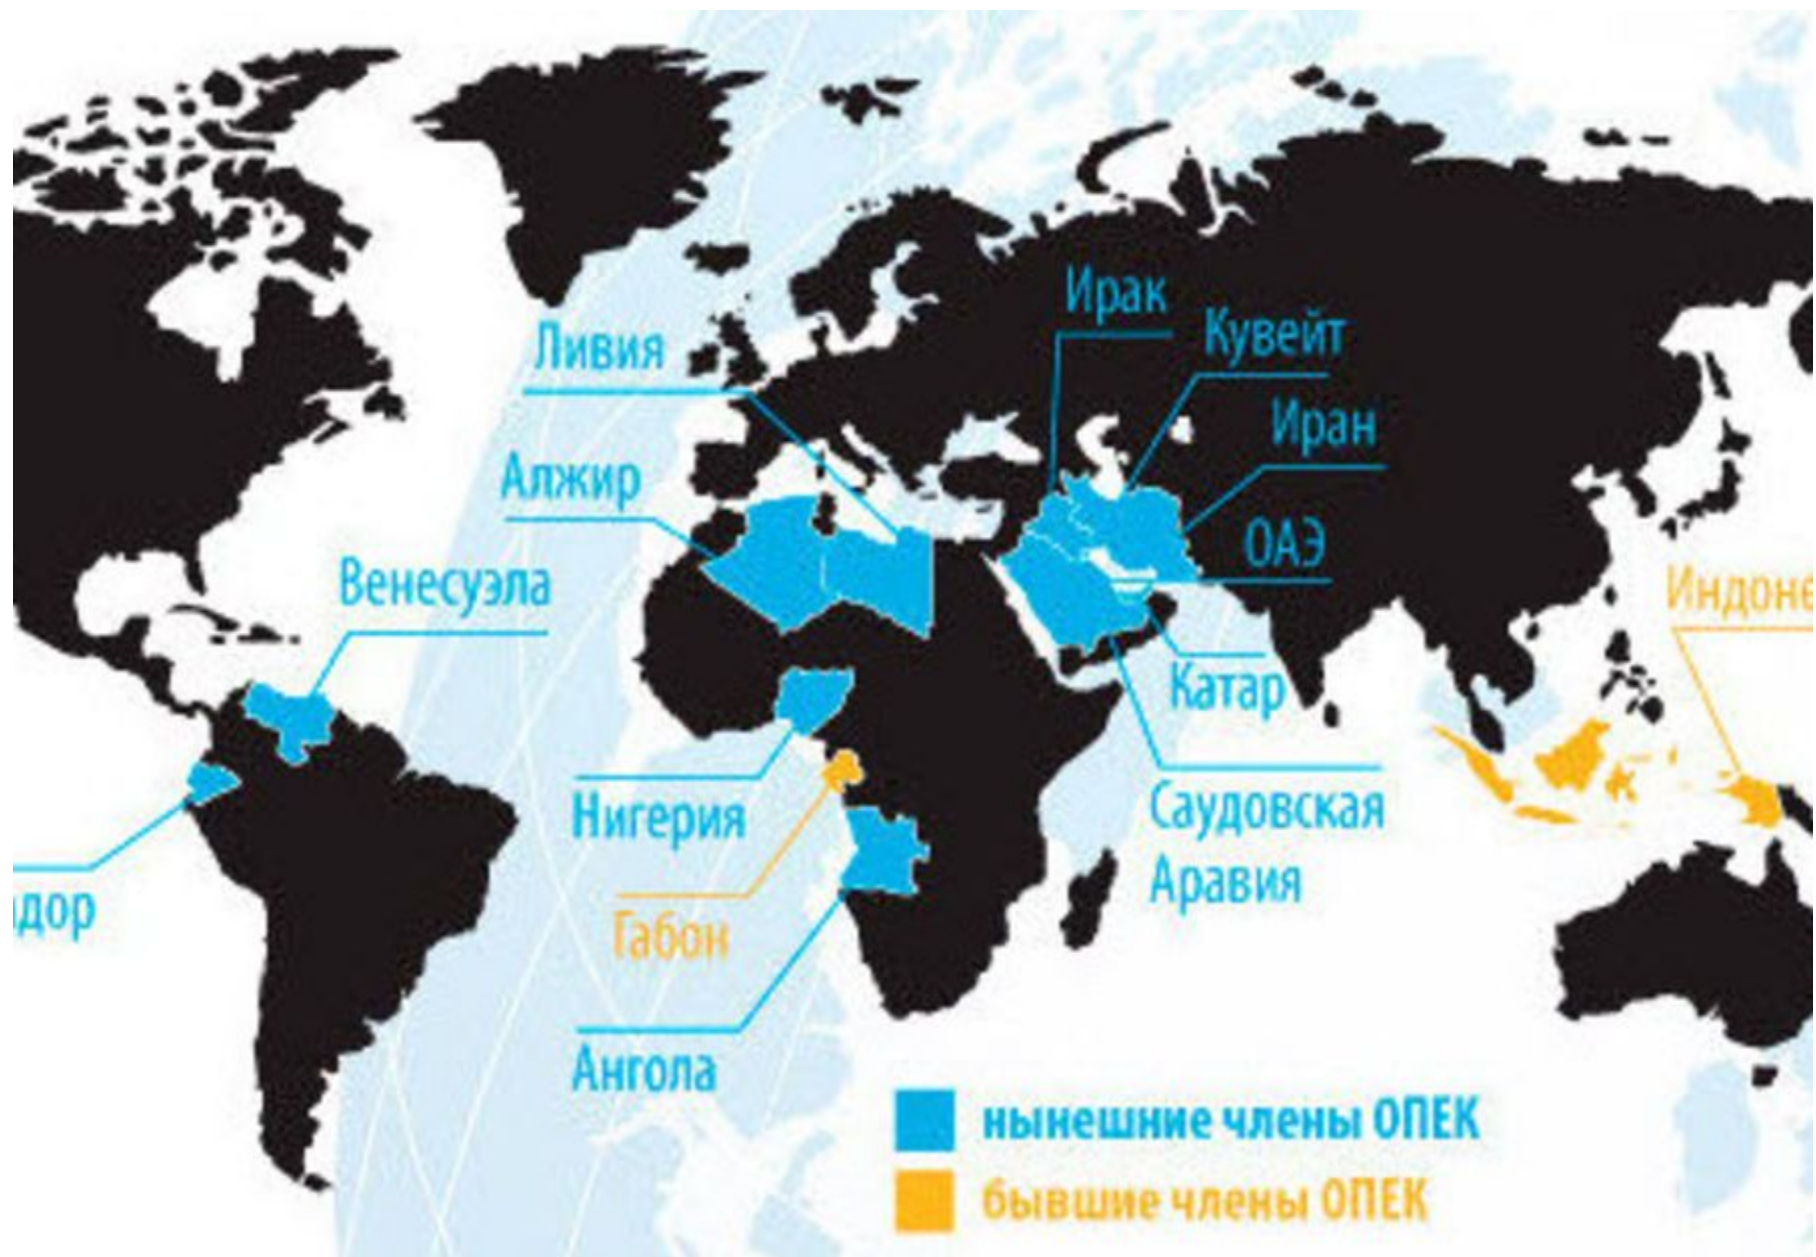 Ирак
Кувейт
Ливия
Иран
Алжир
ОАЭ
Венесуэла
Индоне
Катар
Нигерия
Саудовская
Аравия
дор
Габон
Ангола
нынешние члены ОПЕК
бывшие члены ОПЕК